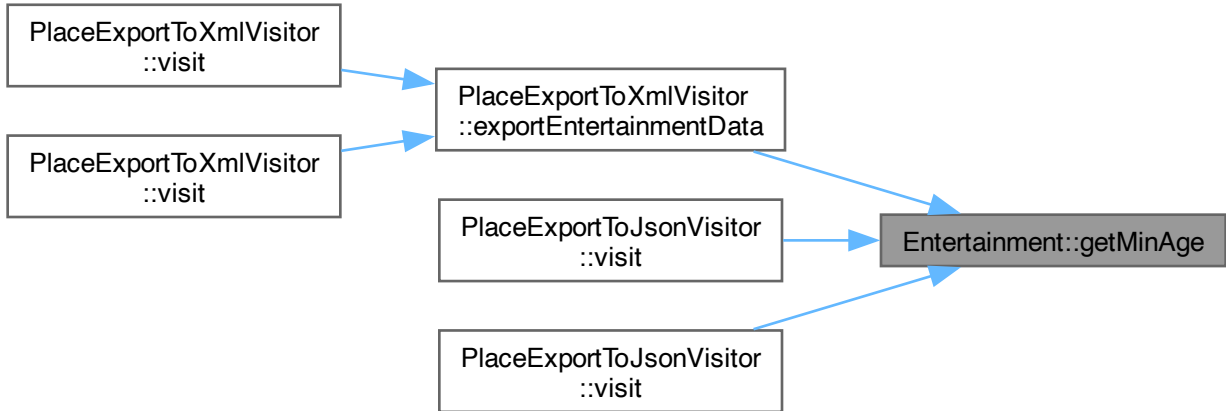 PlaceExportToXmlVisitor
::visit
PlaceExportToXmlVisitor
::visit
PlaceExportToXmlVisitor
::exportEntertainmentData
PlaceExportToJsonVisitor
::visit
PlaceExportToJsonVisitor
::visit
Entertainment::getMinAge